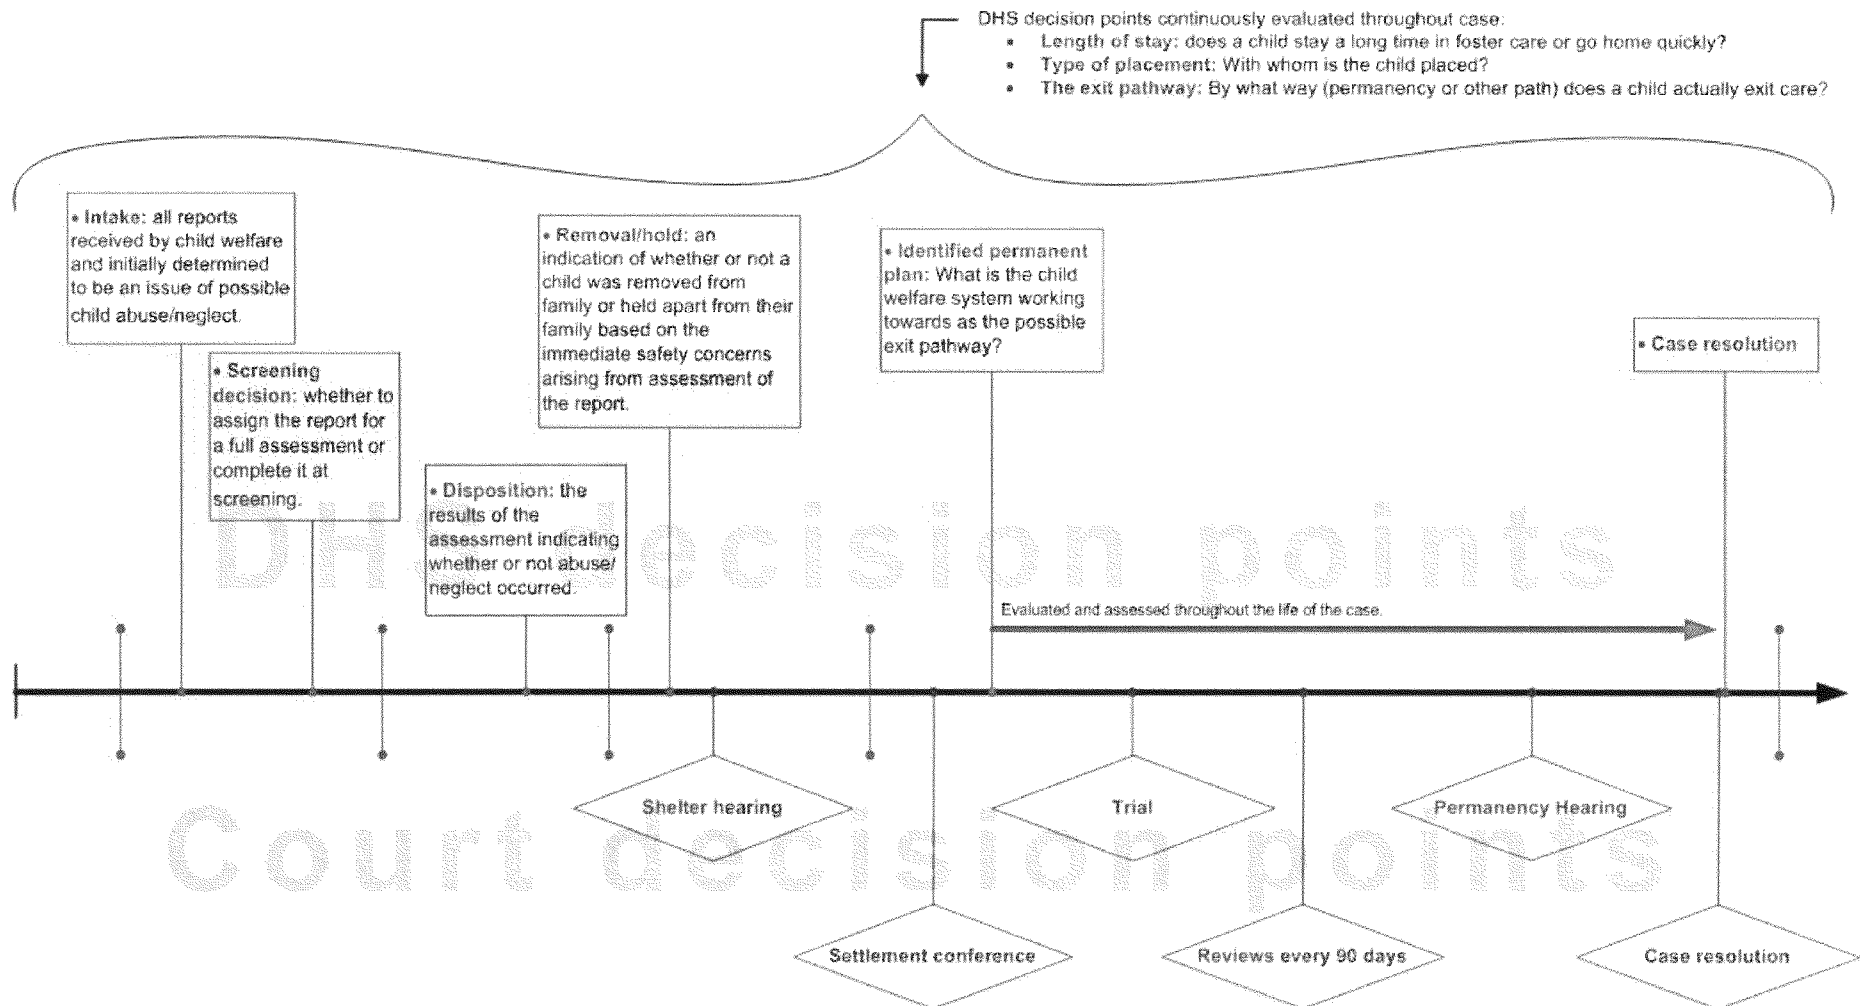 DHS decision points continuously evaluated throughout case:
• Length of stay: does a child stay a long time in foster care or go home quickly?
• Type of placement: With whom is the child placed?
• The exit pathway: By what way (permanency or other path) does a child actually exit care?
• Intake: all reports
received by child welfare
and initially determined
to be an issue of possible
child abuse/neglect.
• Screening
decision: whether to
assign the report for
a full assessment or
complete it at
screening.
• Disposition: the
results of the
assessment indicating
whether or not abuse/
neglect occurred.
• Removal/hold: an
indication of whether or not a
child was removed from
family or held apart from their
family based on the
immediate safety concerns
arising from assessment of
the report.
• Identified permanent
plan: What is the child
welfare system working
towards as the possible
exit pathway?
• Case resolution
DHS decision points
Evaluated and assessed throughout the life of the case.
Shelter hearing
Trial
Permanency Hearing
Court decision points
Settlement conference
Reviews every 90 days
Case resolution